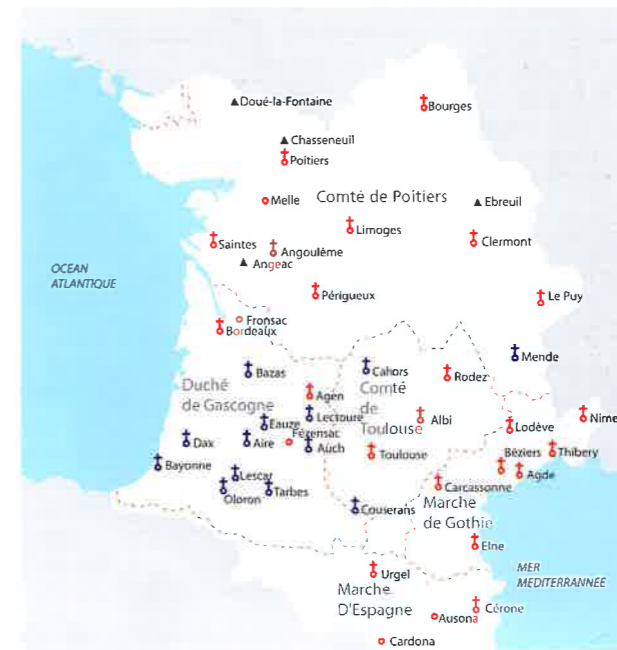 Doué-la-Fontaine
Bourges
Chasseneuil
Poitiers
Melle
Comté de Poitiers
Ebreuil
Limoges
Saintes
Angoulême
Clermont
Angeac
OCEAN
ATLANTIQUE
Périgueux
Le Puy
Fronsac
Bordeaux
Mende
Bazas
Cahors
Rodez
Duché
de Gascogne
Agen
Comté
de
Toulouse
Lectoure
Eauze
Fézensac
Albi
Lodève
Nime
Dax
Aire
Auch
Toulouse
Béziers
Thibery
Bayonne
Agde
Lescar
Carcassonne
Oloron
Tarbes
Couserans
Marche
de Gothie
Elne
Urgel
MER
MEDITERRANNÉE
Marche
D'Espagne
Cérone
Ausona
Cardona